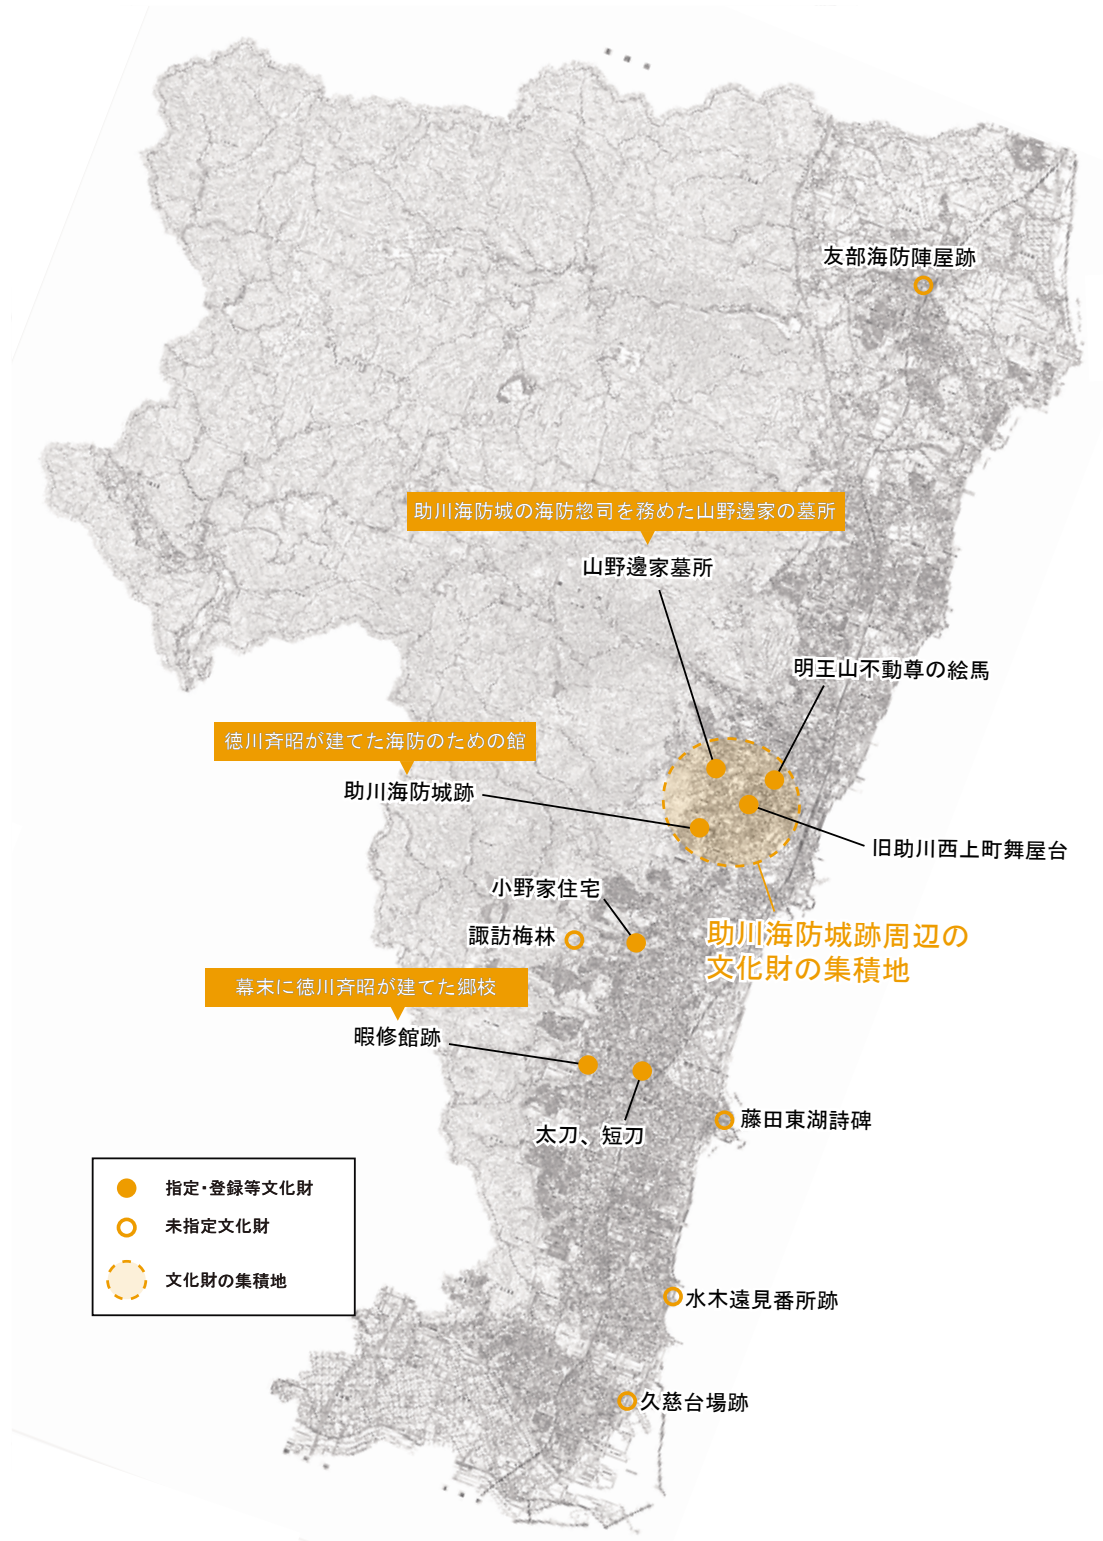 友部海防陣屋跡
助川海防城の海防惣司を務めた山野邊家の墓所
山野邊家墓所
明王山不動尊の絵馬
徳川斉昭が建てた海防のための館
助川海防城跡
旧助川西上町舞屋台
小野家住宅
諏訪梅林
助川海防城跡周辺の
文化財の集積地
幕末に徳川斉昭が建てた郷校
暇修館跡
太刀、短刀
藤田東湖詩碑
指定・登録等文化財
未指定文化財
文化財の集積地
水木遠見番所跡
久慈台場跡